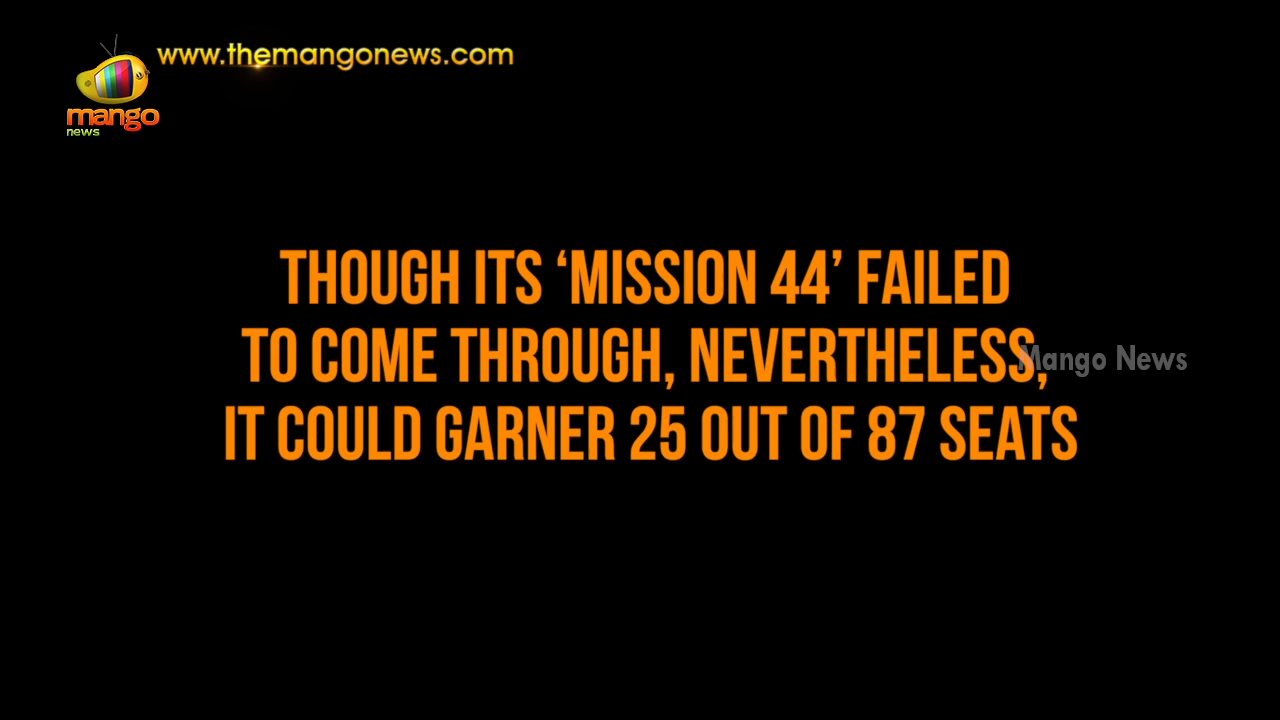 www.themangonews.com
mango
news
THOUGH ITS ‘MISSION 44’ FAILED
TO COME THROUGH, NEVERTHELESS,
Mango News
IT COULD GARNER 25 OUT OF 87 SEATS